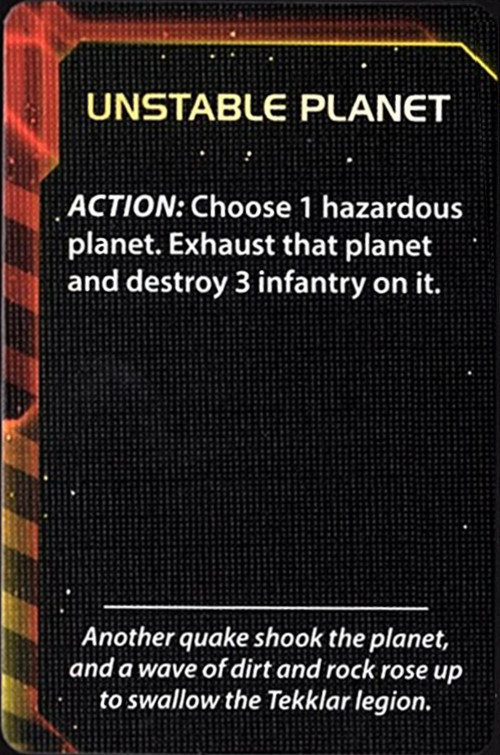 UNSTABLE PLANET
ACTION: Choose 1 hazardous
planet. Exhaust that planet
and destroy 3 infantry on it.
Another quake shook the planet,
and a wave of dirt and rock rose up
to swallow the Tekklar legion.